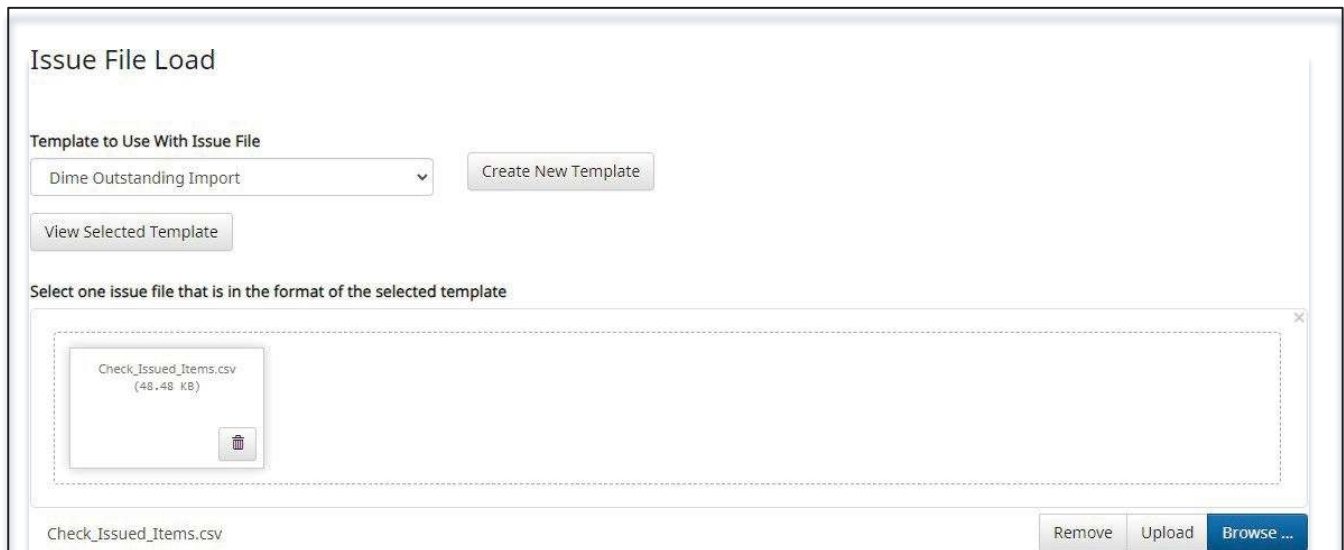 Issue File Load
Template to Use With Issue File
Dime Outstanding Import
Create New Template
View Selected Template
Select one issue file that is in the format of the selected template
Check_Issued_Items.csv
(48.48 KB)
Check_Issued_Items.csv
Remove Upload Browse ...